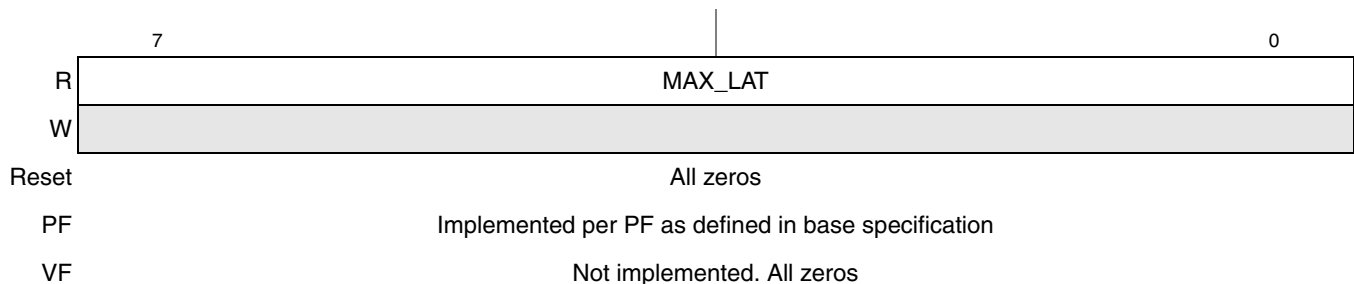 7 0
R MAX_LAT
W
Reset All zeros
PF Implemented per PF as defined in base specification
VF Not implemented. All zeros